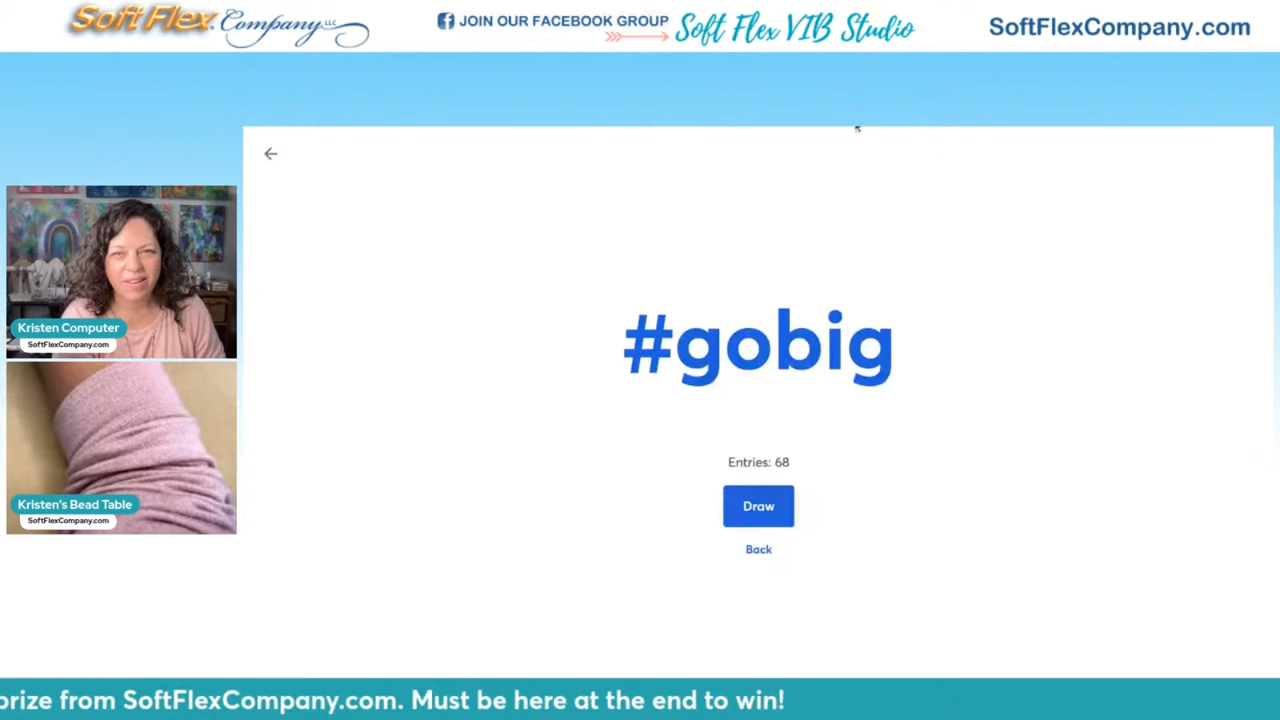 Soft Flex Company LLC
JOIN OUR FACEBOOK GROUP
Soft Flex VIB Studio
SoftFlexCompany.com
#gobig
Entries: 68
Draw
Back
Kristen Computer
SoftFlexCompany.com
Kristen's Bead Table
SoftFlexCompany.com
prize from SoftFlexCompany.com. Must be here at the end to win!